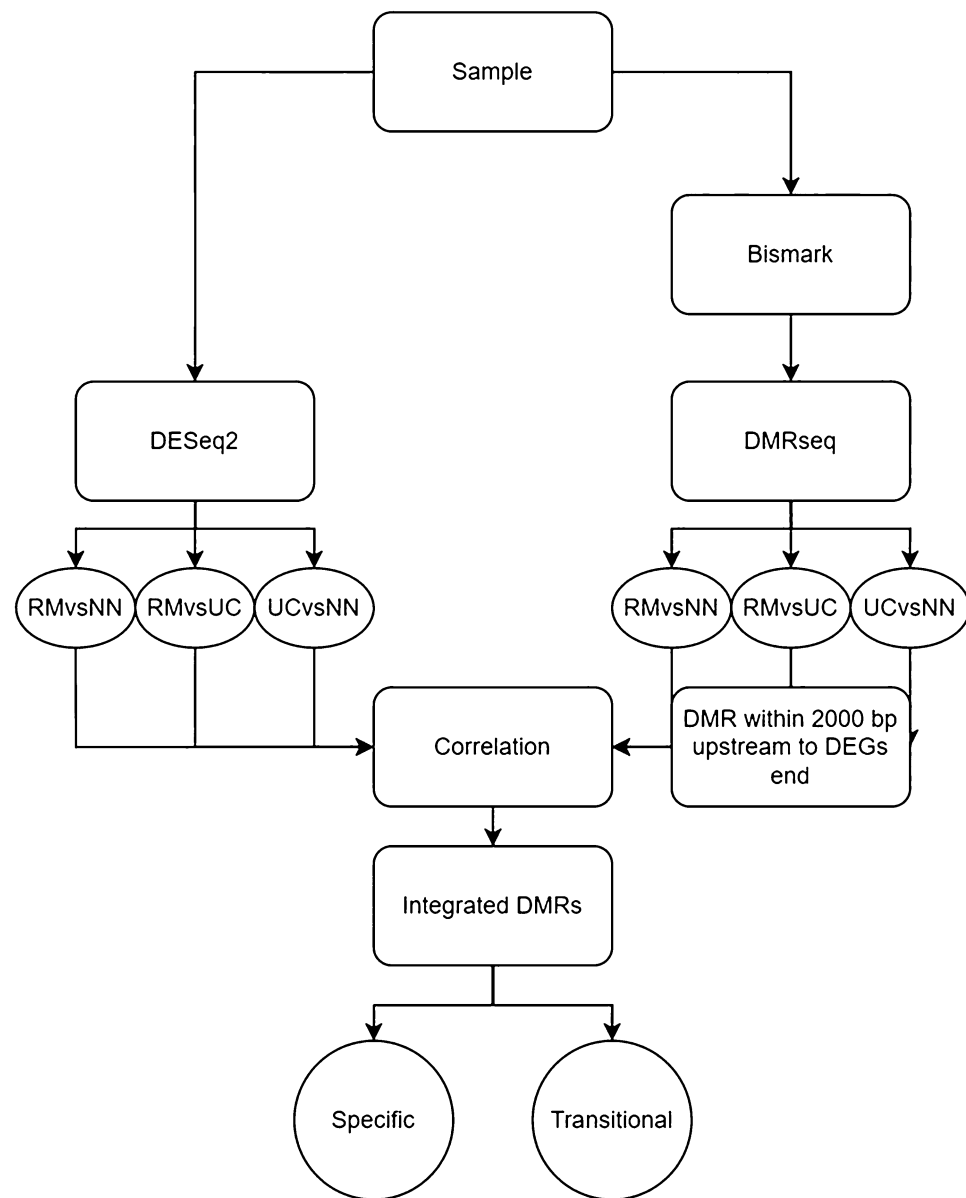 Sample
Bismark
DESeq2
DMRseq
RMvsNN
RMvsUC
UCvsNN
RMvsNN
RMvsUC
UCvsNN
Correlation
DMR within 2000 bp
upstream to DEGs
end
Integrated DMRs
Specific
Transitional